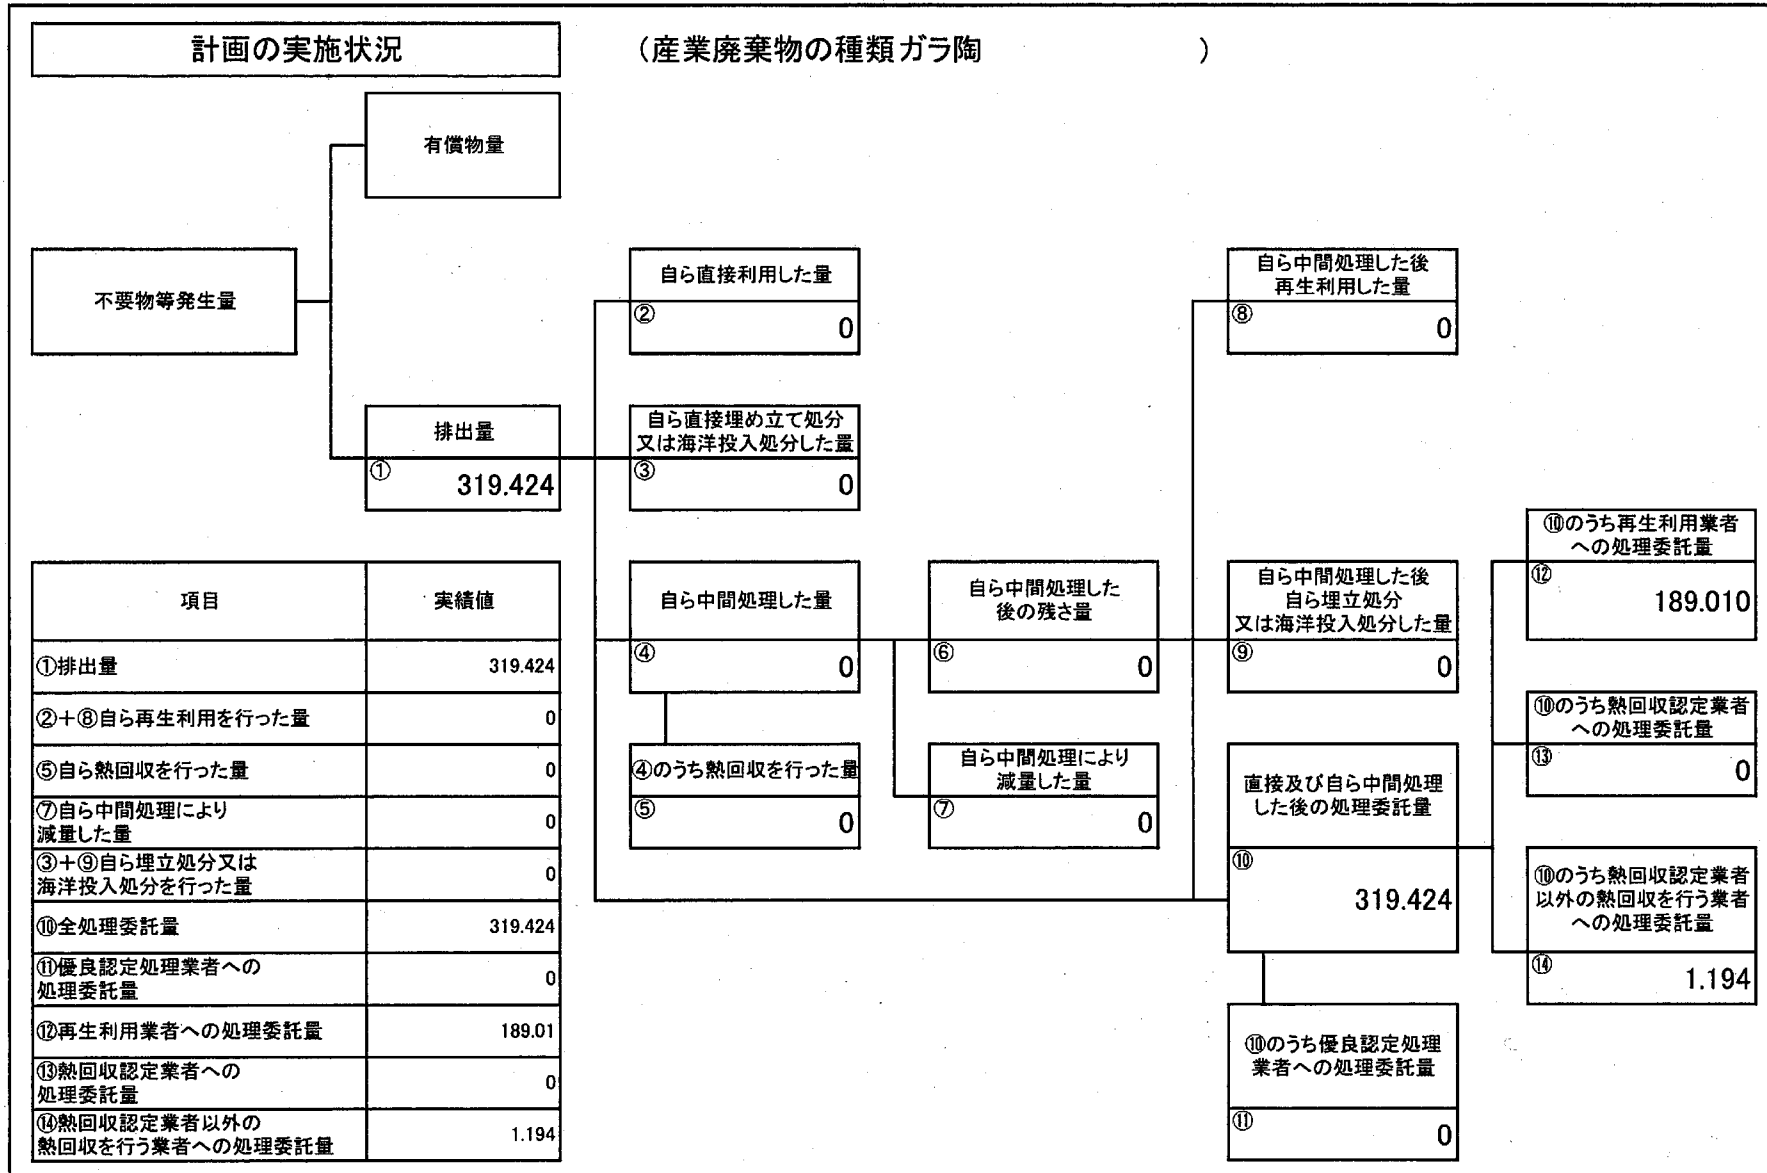 計画の実施状況
（産業廃棄物の種類ガラ陶　　　　　　　）
有償物量
不要物等発生量
排出量
①
319.424
自ら直接利用した量
②
0
自ら直接埋め立て処分
又は海洋投入処分した量
③
0
自ら中間処理した後
再生利用した量
⑧
0
自ら中間処理した量
④
0
④のうち熱回収を行った量
⑤
0
自ら中間処理した
後の残さ量
⑥
0
自ら中間処理により
減量した量
⑦
0
自ら中間処理した後
自ら埋立処分
又は海洋投入処分した量
⑨
0
直接及び自ら中間処理
した後の処理委託量
⑩
319.424
⑩のうち優良認定処理
業者への処理委託量
⑪
0
⑩のうち再生利用業者
への処理委託量
⑫
189.010
⑩のうち熱回収認定業者
への処理委託量
⑬
0
⑩のうち熱回収認定業者
以外の熱回収を行う業者
への処理委託量
⑭
1.194
項目 実績値
①排出量 319.424
②＋⑧自ら再生利用を行った量 0
⑤自ら熱回収を行った量 0
⑦自ら中間処理により
減量した量 0
③＋⑨自ら埋立処分又は
海洋投入処分を行った量 0
⑩全処理委託量 319.424
⑪優良認定処理業者への
処理委託量 0
⑫再生利用業者への処理委託量 189.01
⑬熱回収認定業者への
処理委託量 0
⑭熱回収認定業者以外の
熱回収を行う業者への処理委託量 1.194